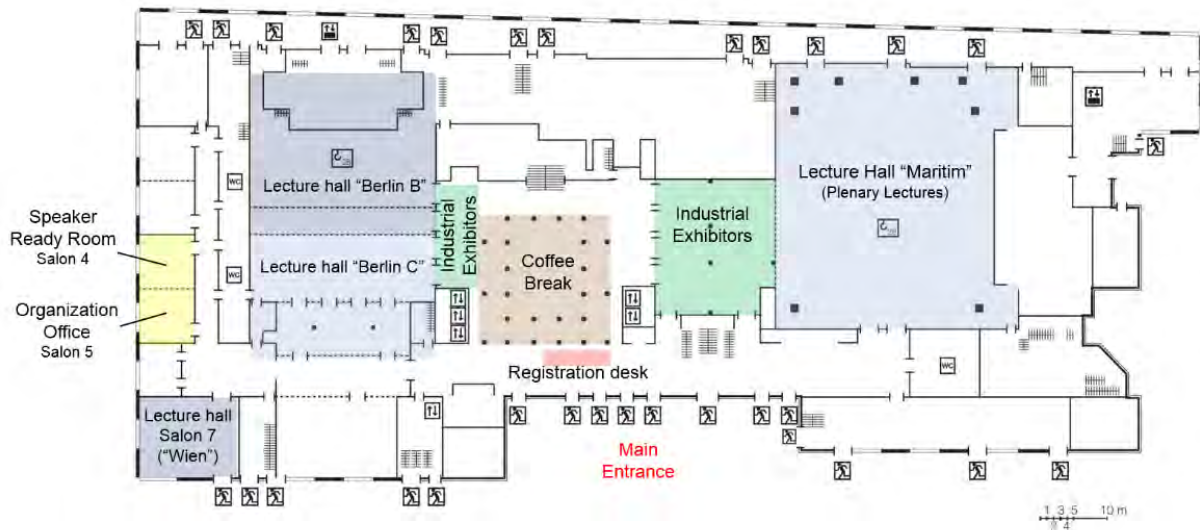 WC
Lecture hall “Berlin B”
Lecture Hall “Maritim”
(Plenary Lectures)
Speaker
Ready Room
Salon 4
Industrial
Exhibitors
Industrial
Exhibitors
Lecture hall “Berlin C”
WC
Coffee
Break
Organization
Office
Salon 5
Registration desk
WC
Lecture hall
Salon 7
(“Wien”)
Main
Entrance
1 3 5 10 m
2 4